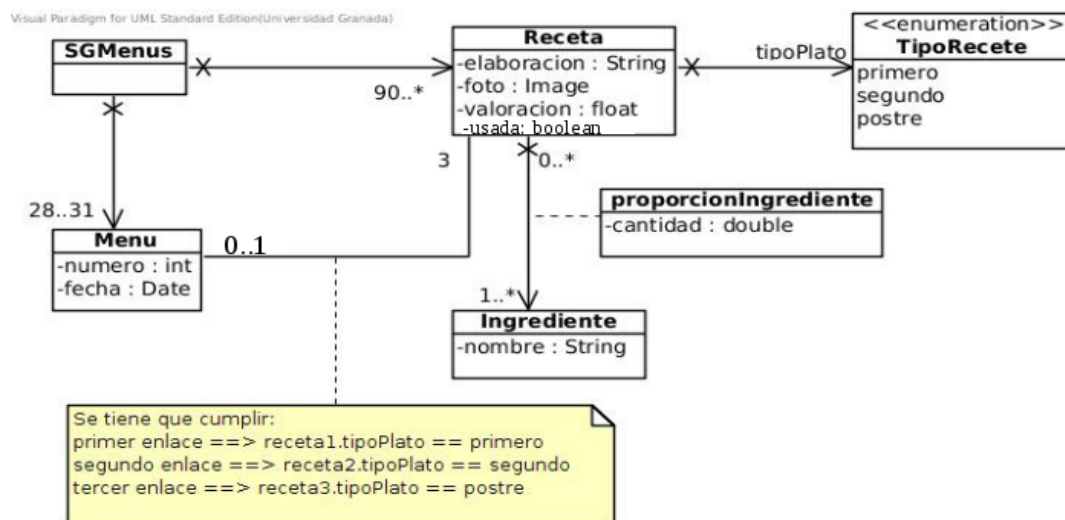 Visual Paradigm for UML Standard Edition(Universidad Granada)
SGMenus
90..*
28..31
Receta
-elaboracion : String
-foto : Image
-valoracion : float
-usada: boolean
tipoPlato
<<enumeration>>
TipoRecete
primero
segundo
postre
3
0..*
proporcionIngrediente
-cantidad : double
Menu
-numero : int
-fecha : Date
0..1
1..*
Ingrediente
-nombre : String
Se tiene que cumplir:
primer enlace ==> receta1.tipoPlato == primero
segundo enlace ==> receta2.tipoPlato == segundo
tercer enlace ==> receta3.tipoPlato == postre